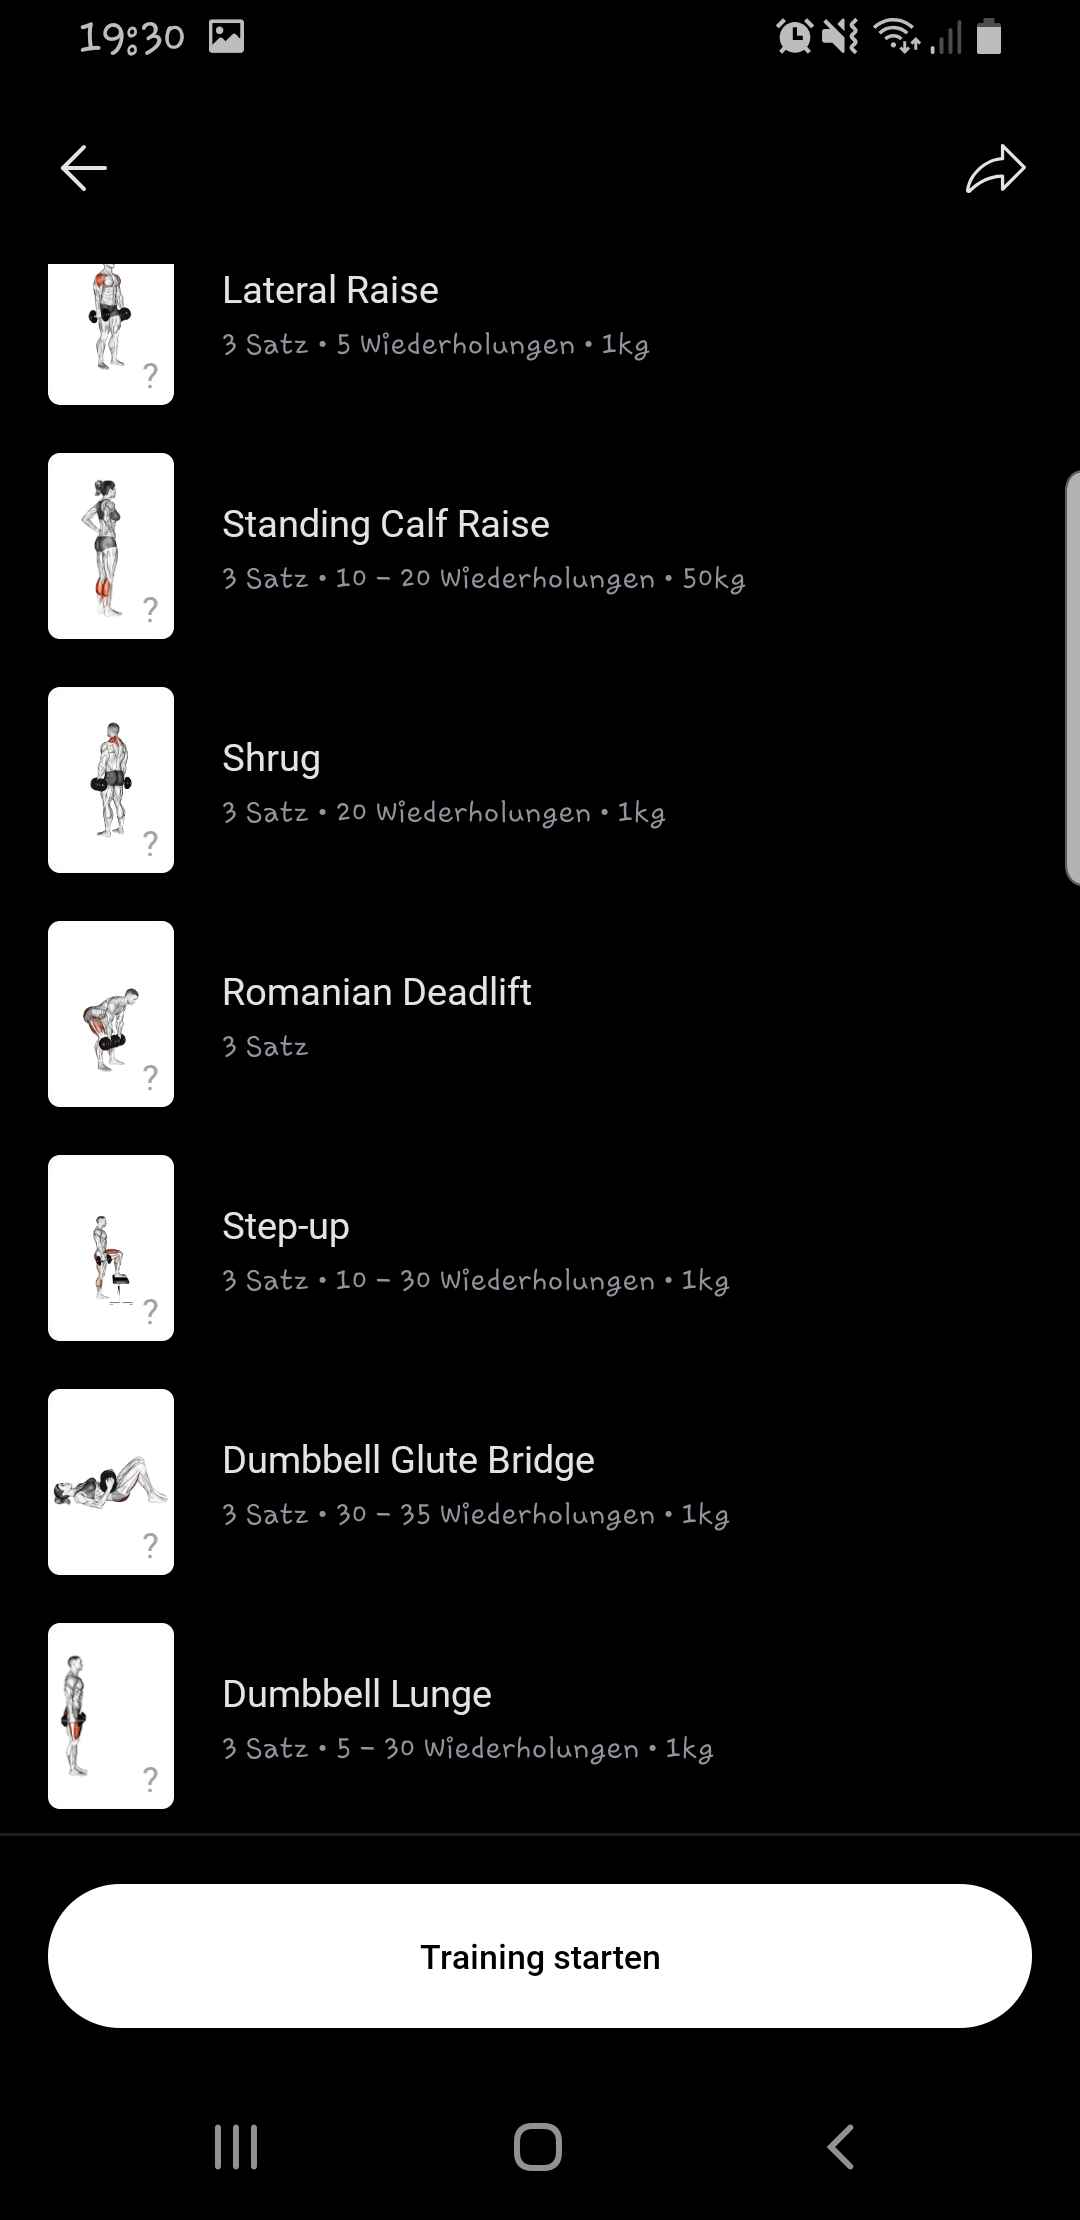 19:30
Lateral Raise
3 Satz • 5 Wiederholungen • 1kg
?
Standing Calf Raise
3 Satz • 10 – 20 Wiederholungen • 50kg
?
Shrug
3 Satz • 20 Wiederholungen • 1kg
?
Romanian Deadlift
3 Satz
?
Step-up
3 Satz • 10 – 30 Wiederholungen • 1kg
?
Dumbbell Glute Bridge
3 Satz • 30 – 35 Wiederholungen • 1kg
?
Dumbbell Lunge
3 Satz • 5 – 30 Wiederholungen • 1kg
?
Training starten